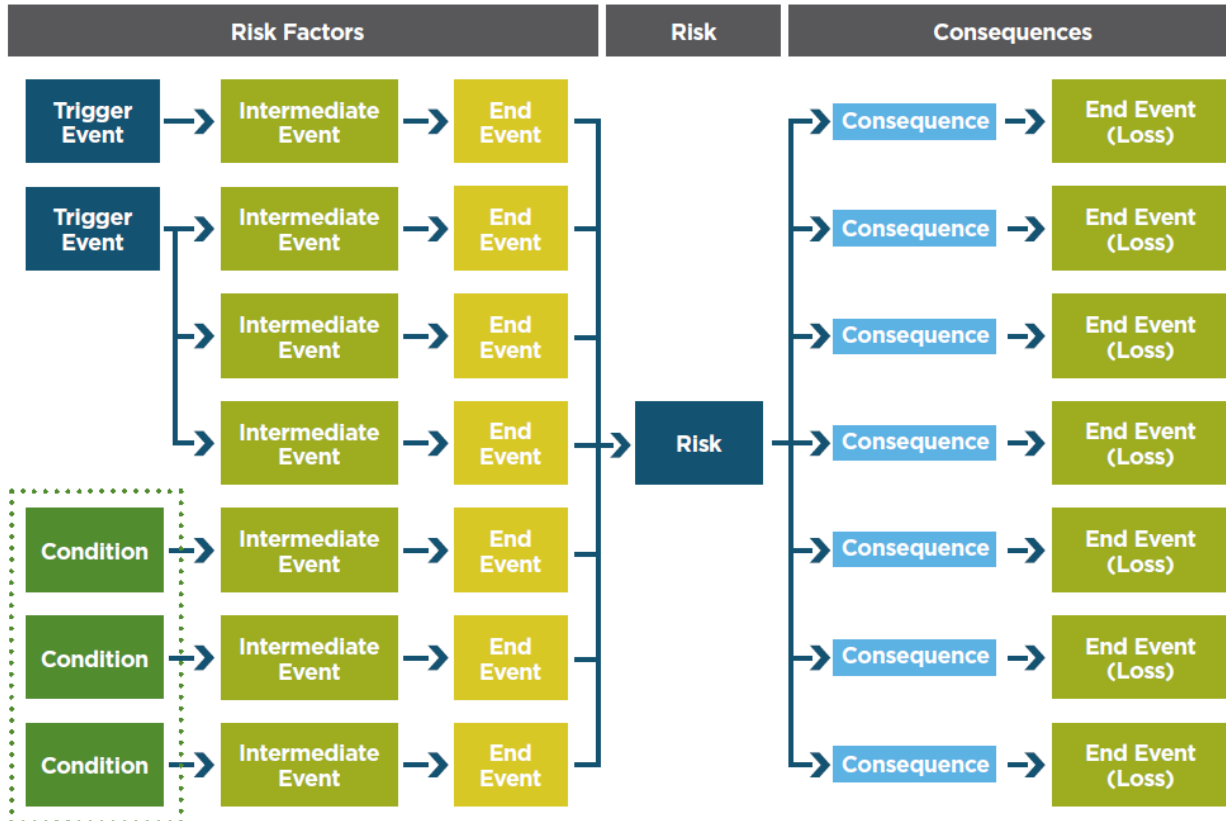 Risk Factors
Risk
Consequences
Trigger
Event
Intermediate
Event
End
Event
Consequence
End Event
(Loss)
Trigger
Event
Intermediate
Event
End
Event
Consequence
End Event
(Loss)
Intermediate
Event
End
Event
Consequence
End Event
(Loss)
Intermediate
Event
End
Event
Risk
Consequence
End Event
(Loss)
Condition
Intermediate
Event
End
Event
Consequence
End Event
(Loss)
Condition
Intermediate
Event
End
Event
Consequence
End Event
(Loss)
Condition
Intermediate
Event
End
Event
Consequence
End Event
(Loss)